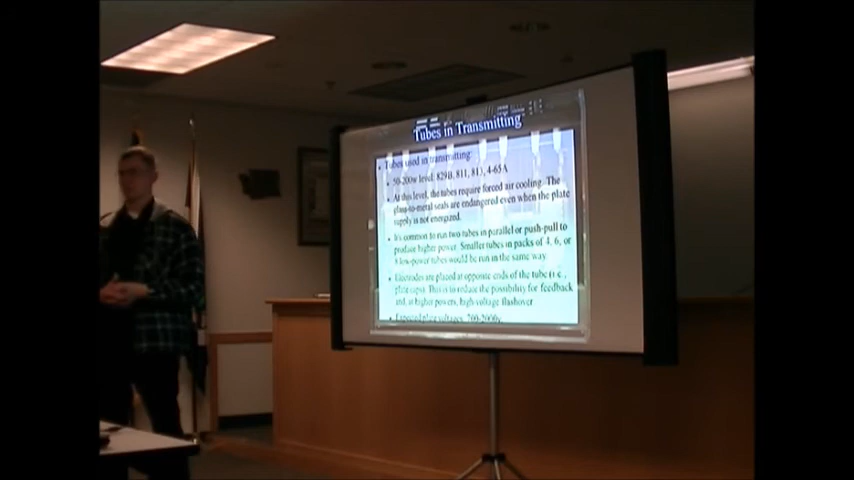 Tubes in Transmitting
Tubes used in transmitting:
50-200w level: 829B, 811, 813, 4-65A
At this level, the tubes require forced air cooling. The
glass-to-metal seals are endangered even when the plate
supply is not energized.
It's common to run two tubes in parallel or push-pull to
produce higher power. Smaller tubes in packs of 4, 6, or
8 low-power tubes would be run in the same way.
Electrodes are placed at opposite ends of the tube (i.e.,
plate caps). This is to reduce the possibility for feedback
and, at higher powers, high voltage flashover
Expected plate voltages, 700-2000v